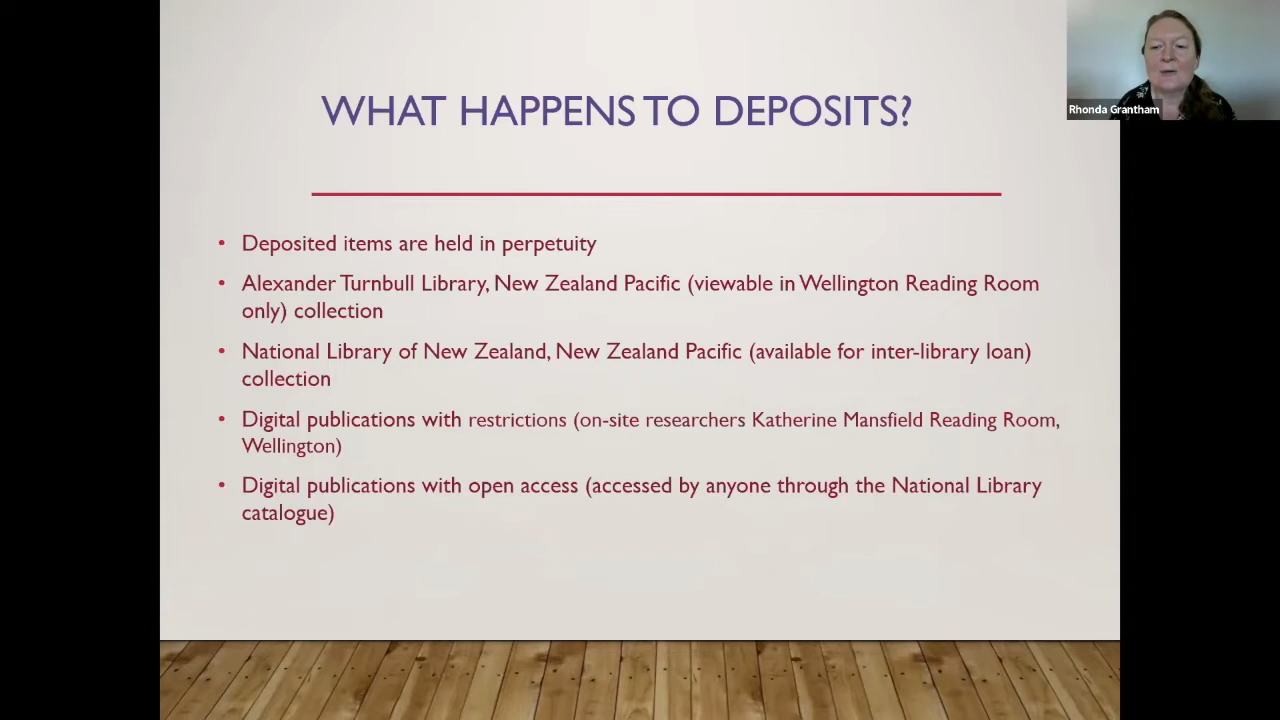 WHAT HAPPENS TO DEPOSITS?
Rhonda Grantham
• Deposited items are held in perpetuity
• Alexander Turnbull Library, New Zealand Pacific (viewable in Wellington Reading Room
only) collection
• National Library of New Zealand, New Zealand Pacific (available for inter-library loan)
collection
• Digital publications with restrictions (on-site researchers Katherine Mansfield Reading Room,
Wellington)
• Digital publications with open access (accessed by anyone through the National Library
catalogue)